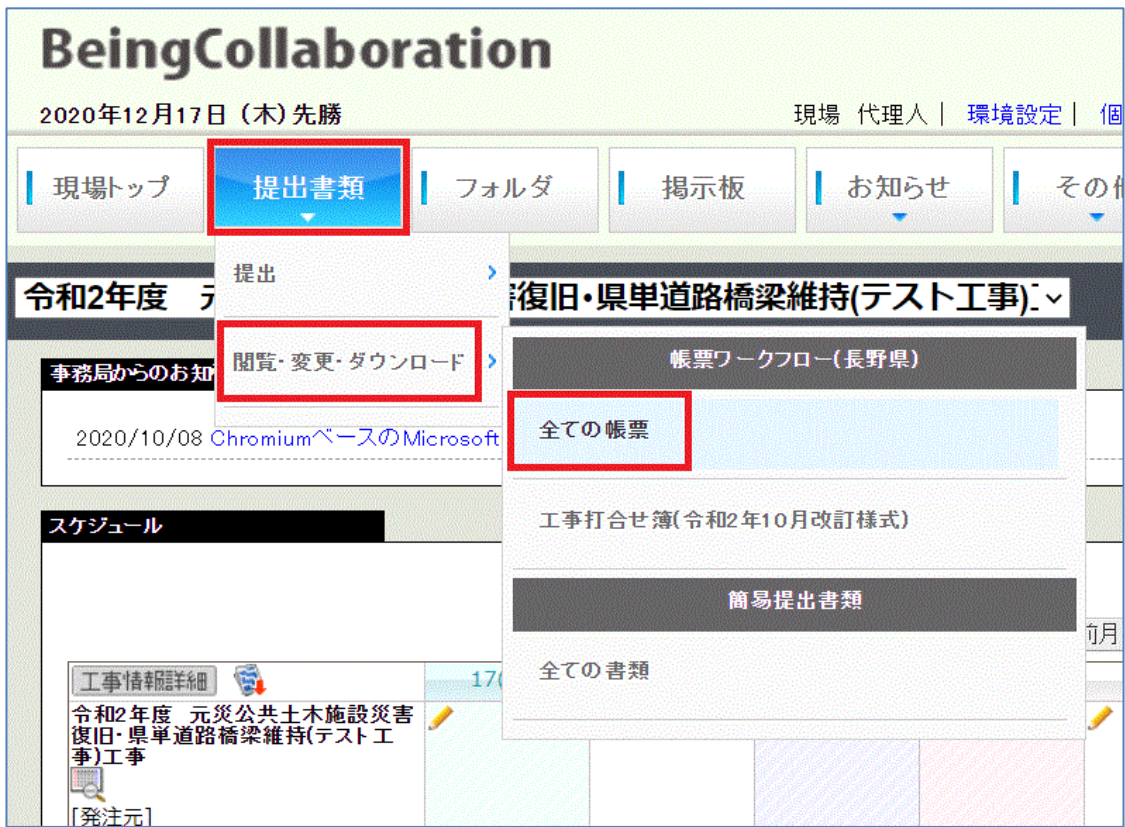 BeingCollaboration
2020年12月17日 (木)先勝
現場 代理人| 環境設定| 個
現場トップ
提出書類
フォルダ
掲示板
お知らせ
その他
提出
令和2年度 元
害復旧・県単道路橋梁維持(テスト工事)工
閲覧・変更・ダウンロード
帳票ワークフロー(長野県)
事務局からのお知
全ての帳票
2020/10/08 ChromiumベースのMicrosoft
工事打合せ簿(令和2年10月改訂様式)
スケジュール
簡易提出書類
前月
全ての書類
工事情報詳細
17(
令和2年度 元災公共土木施設災害
復旧・県単道路橋梁維持(テスト工
事)工事
[発注元]